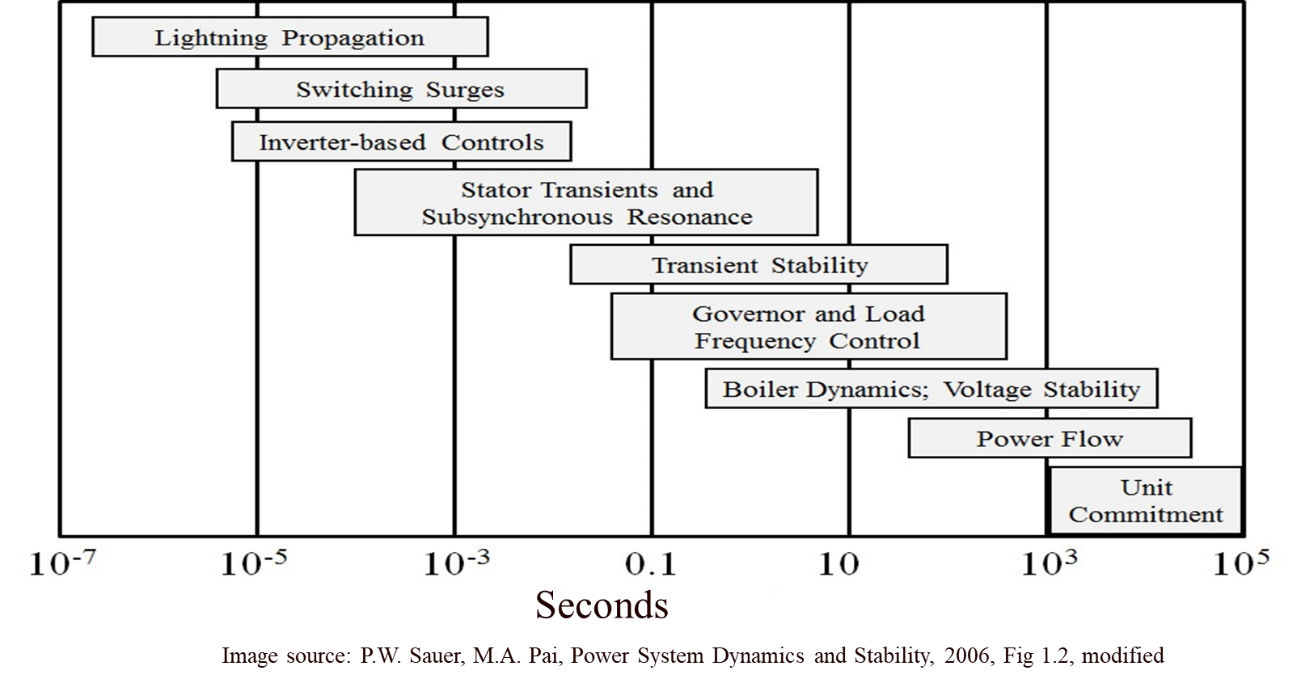 Lightning Propagation
Switching Surges
Inverter-based Controls
Stator Transients and
Subsynchronous Resonance
Transient Stability
Governor and Load
Frequency Control
Boiler Dynamics; Voltage Stability
Power Flow
Unit
Commitment
10⁻⁷ 10⁻⁵ 10⁻³ 0.1 10 10³ 10⁵
Seconds
Image source: P.W. Sauer, M.A. Pai, Power System Dynamics and Stability, 2006, Fig 1.2, modified